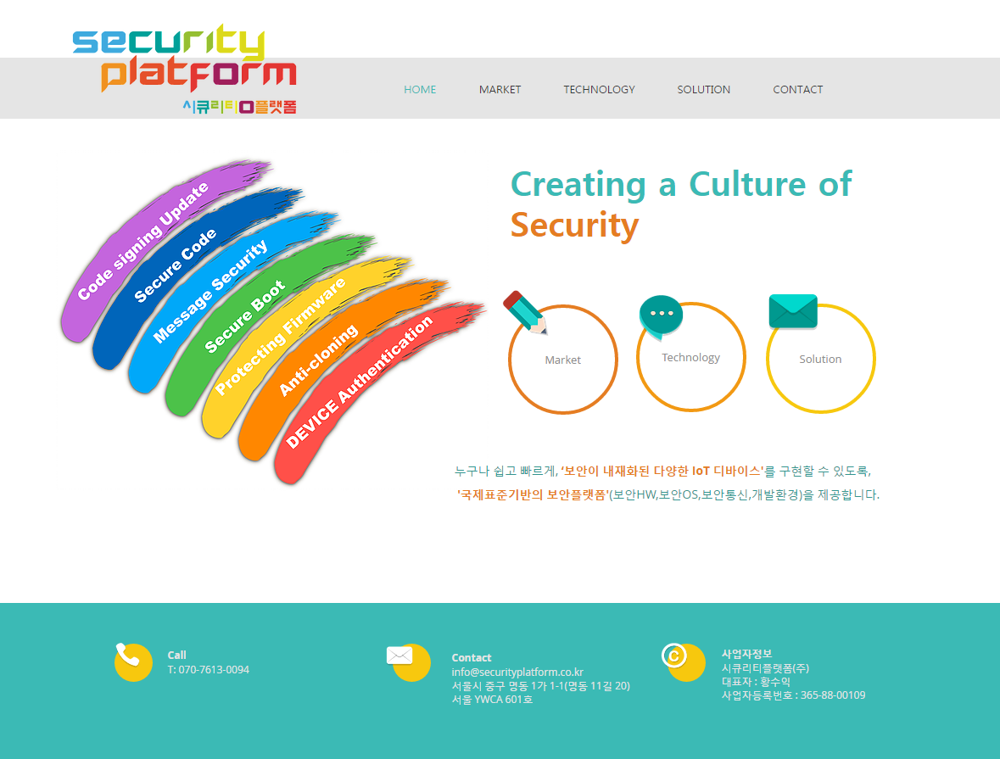 security
platform
시큐리티플랫폼
HOME MARKET TECHNOLOGY SOLUTION CONTACT
Creating a Culture of
Security
Code signing Update
Secure Code
Message Security
Secure Boot
Protecting Firmware
Anti-cloning
DEVICE Authentication
Market Technology Solution
누구나 쉽고 빠르게, ‘보안이 내재화된 다양한 IoT 디바이스'를 구현할 수 있도록,
'국제표준기반의 보안플랫폼'(보안HW,보안OS,보안통신,개발환경)을 제공합니다.
Call
T: 070-7613-0094
Contact
info@securityplatform.co.kr
서울시 중구 명동 1가 1-1(명동 11길 20)
서울 YWCA 601호
C
사업자정보
시큐리티플랫폼(주)
대표자 : 황수익
사업자등록번호 : 365-88-00109